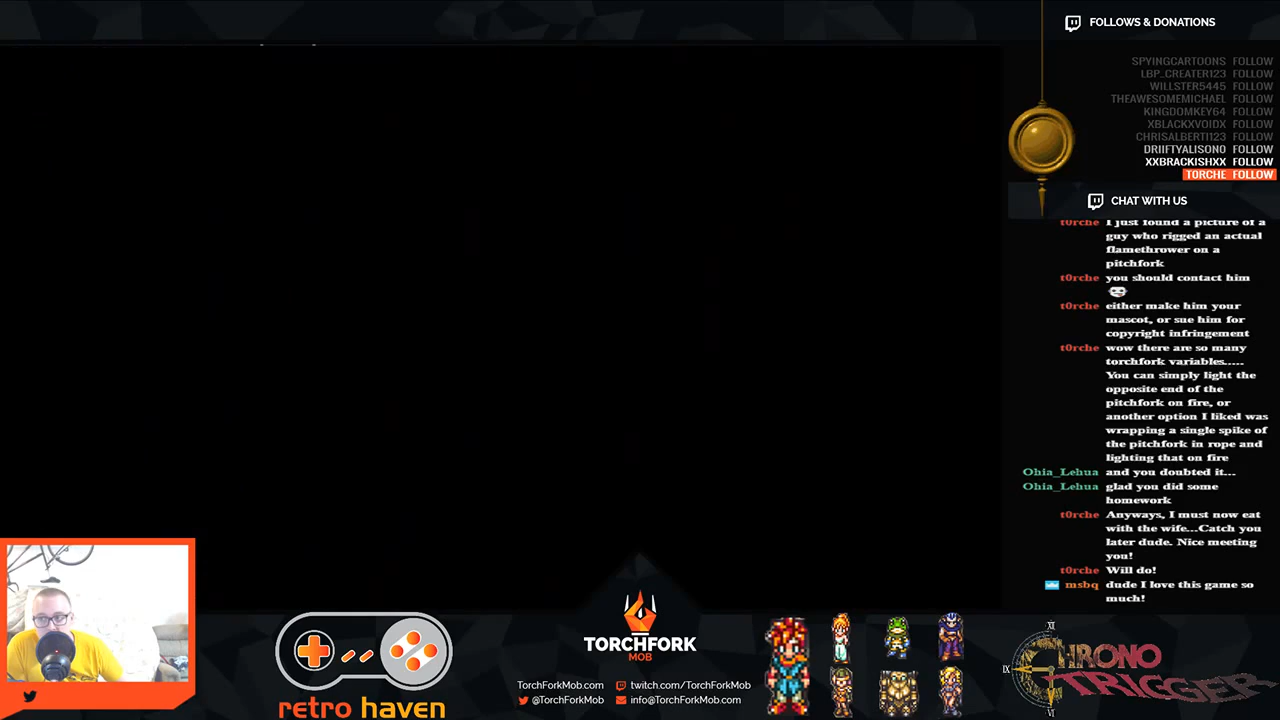 FOLLOWS & DONATIONS
SPYINGCARTOONS FOLLOW
LBP_CREATER123 FOLLOW
WILLSTER5445 FOLLOW
THEAWESOMEMICHAEL FOLLOW
KINGDOMKEY64 FOLLOW
XBLACKXVOIDX FOLLOW
CHRISALBERT1123 FOLLOW
DRIIFTYALISON0 FOLLOW
XXBRACKISHXX FOLLOW
TORCHE FOLLOW
CHAT WITH US
t0rche I just found a picture of a
guy who rigged an actual
flamethrower on a
pitchfork
t0rche you should contact him
t0rche either make him your
mascot, or sue him for
copyright infringement
t0rche wow there are so many
torchfork variables.....
You can simply light the
opposite end of the
pitchfork on fire, or
another option I liked was
wrapping a single spike of
the pitchfork in rope and
lighting that on fire
Ohia_Lehua and you doubted it...
Ohia_Lehua glad you did some
homework
t0rche Anyways, I must now eat
with the wife...Catch you
later dude. Nice meeting
you!
t0rche Will do!
msbq dude I love this game so
much!
retro haven
TORCHFORK
MOB
TorchForkMob.com twitch.com/TorchForkMob
@TorchForkMob info@TorchForkMob.com
XII
IX
VI
CHRONO
TRIGGER